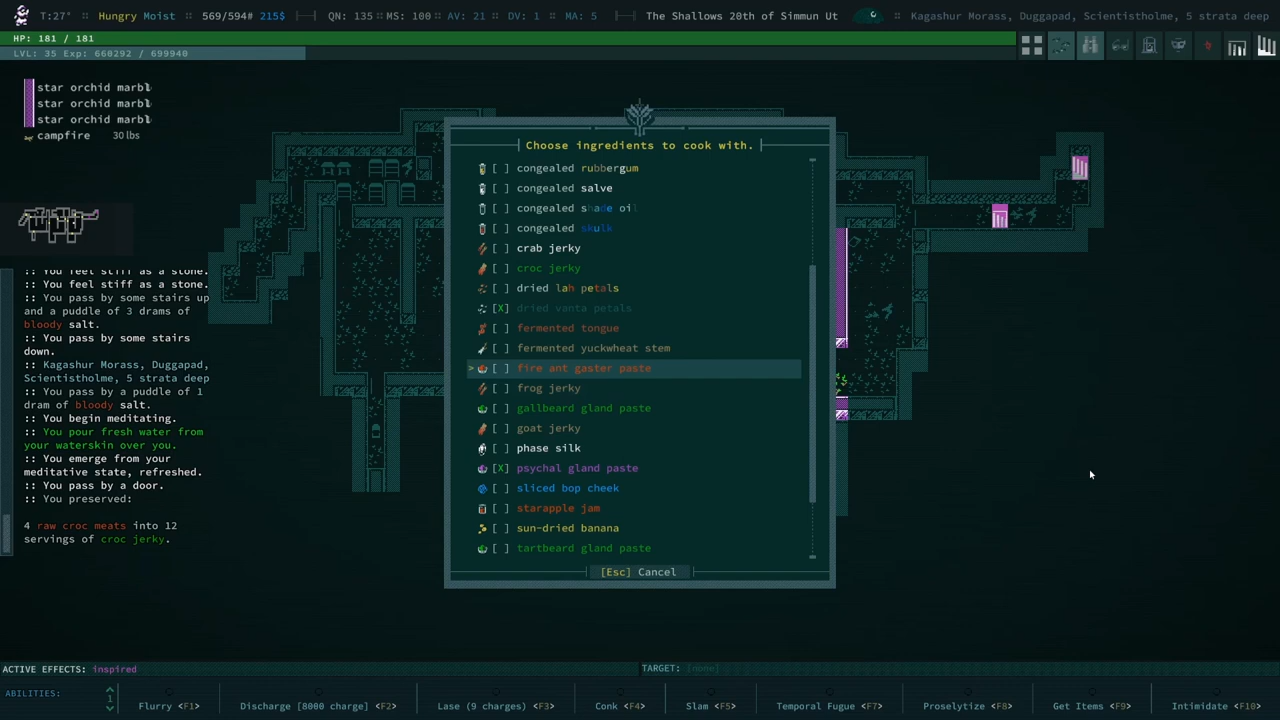 T:27° Hungry Moist 569/594# 215$ QN: 135 MS: 100 AV: 21 DV: 1 MA: 5 The Shallows 20th of Simmun Ut Kagashur Morass, Duggapad, Scientistholme, 5 strata deep
HP: 181 / 181
LVL: 35 Exp: 660292 / 699940
star orchid marbl
star orchid marbl
star orchid marbl
campfire 30 lbs
:: You feel stiff as a stone.
:: You feel stiff as a stone.
:: You pass by some stairs up
and a puddle of 3 drams of
bloody salt.
:: You pass by some stairs
down.
:: Kagashur Morass, Duggapad,
Scientistholme, 5 strata deep
:: You pass by a puddle of 1
dram of bloody salt.
:: You begin meditating.
:: You pour fresh water from
your waterskin over you.
:: You emerge from your
meditative state, refreshed.
:: You pass by a door.
:: You preserved:
4 raw croc meats into 12
servings of croc jerky.
Choose ingredients to cook with.
[ ] congealed rubbergum
[ ] congealed salve
[ ] congealed shade oil
[ ] congealed skulk
[ ] crab jerky
[ ] croc jerky
[ ] dried lah petals
[X] dried vanta petals
[ ] fermented tongue
[ ] fermented yuckwheat stem
> [ ] fire ant gaster paste
[ ] frog jerky
[ ] gallbeard gland paste
[ ] goat jerky
[ ] phase silk
[X] psychal gland paste
[ ] sliced bop cheek
[ ] starapple jam
[ ] sun-dried banana
[ ] tartbeard gland paste
[Esc] Cancel
ACTIVE EFFECTS: inspired
TARGET: [none]
ABILITIES: 1 Flurry <F1> Discharge [8000 charge] <F2> Lase (9 charges) <F3> Conk <F4> Slam <F5> Temporal Fugue <F7> Proselytize <F8> Get Items <F9> Intimidate <F10>